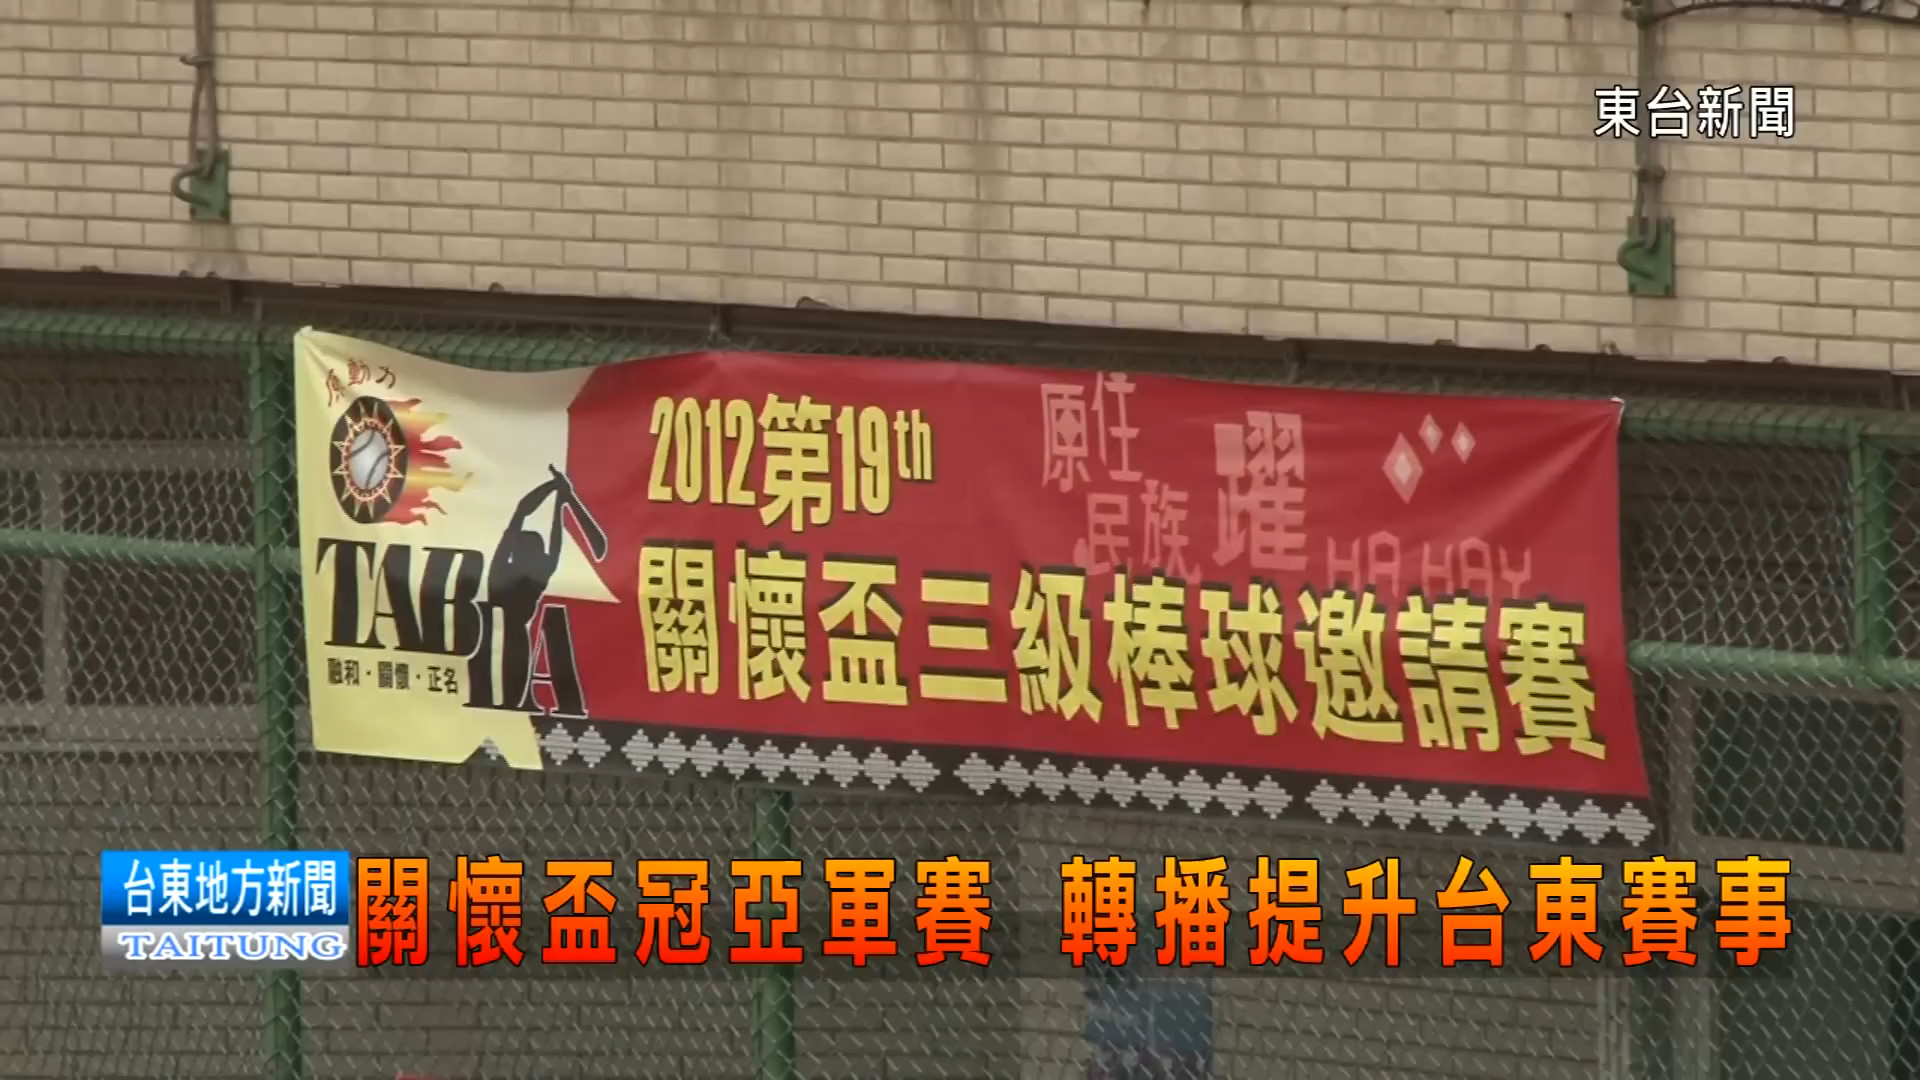 東台新聞
原動力
TABDA
融和·關懷·正名
2012第19th
原住民族 躍
HA HAY
關懷盃三級棒球邀請賽
台東地方新聞
TAITUNG
關懷盃冠亞軍賽 轉播提升台東賽事